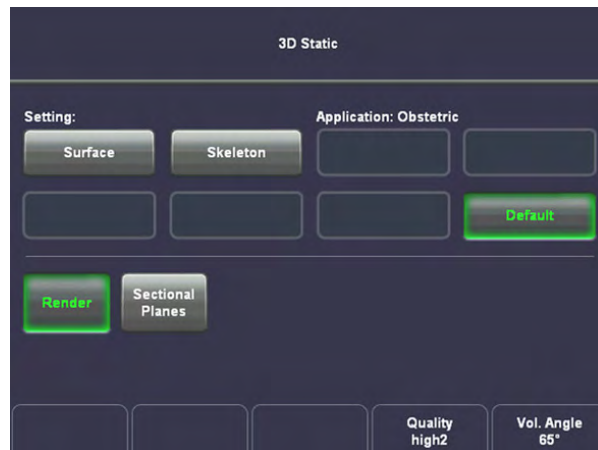 3D Static
Setting:
Application: Obstetric
Surface
Skeleton
Default
Render
Sectional
Planes
Quality
high2
Vol. Angle
65°